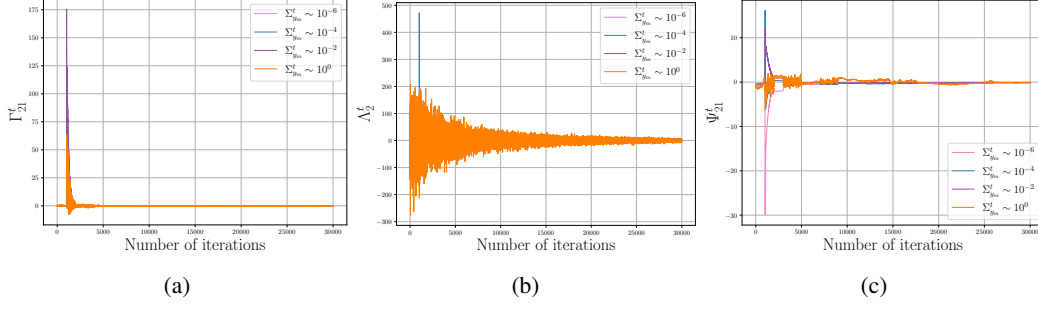 175
150
125
100
75
50
25
0
Γ^t_{21}
0 5000 10000 15000 20000 25000 30000
Number of iterations
Σ^t_{y_m} ∼ 10^{−6}
Σ^t_{y_m} ∼ 10^{−4}
Σ^t_{y_m} ∼ 10^{−2}
Σ^t_{y_m} ∼ 10^0
(a)
500
400
300
200
100
0
−100
−200
−300
Λ^t_2
0 5000 10000 15000 20000 25000 30000
Number of iterations
Σ^t_{y_m} ∼ 10^{−6}
Σ^t_{y_m} ∼ 10^{−4}
Σ^t_{y_m} ∼ 10^{−2}
Σ^t_{y_m} ∼ 10^0
(b)
10
0
−10
−20
−30
Ψ^t_{21}
0 5000 10000 15000 20000 25000 30000
Number of iterations
Σ^t_{y_m} ∼ 10^{−6}
Σ^t_{y_m} ∼ 10^{−4}
Σ^t_{y_m} ∼ 10^{−2}
Σ^t_{y_m} ∼ 10^0
(c)